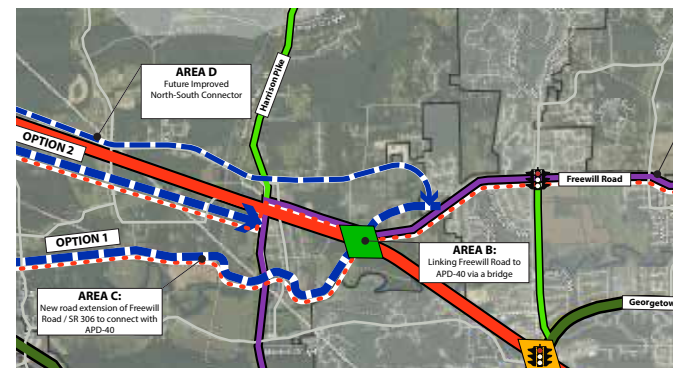 AREA D
Future Improved
North-South Connector
Harrison Pike
OPTION 2
Freewill Road
OPTION 1
AREA B:
Linking Freewill Road to
APD-40 via a bridge
AREA C:
New road extension of Freewill
Road / SR 306 to connect with
APD-40
Georgetow